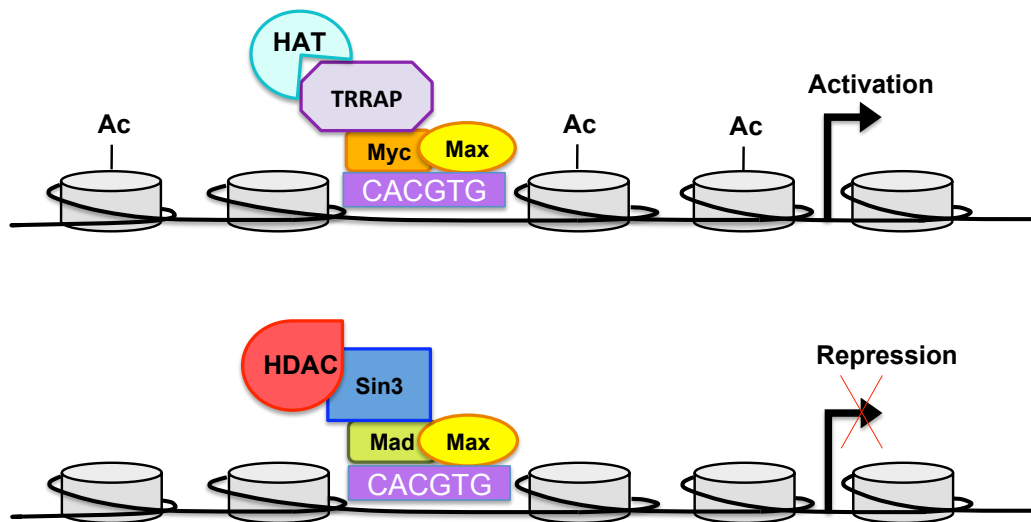 HAT
TRRAP
Activation
Ac
Ac
Ac
Myc
Max
CACGTG
HDAC
Sin3
Repression
Mad
Max
CACGTG